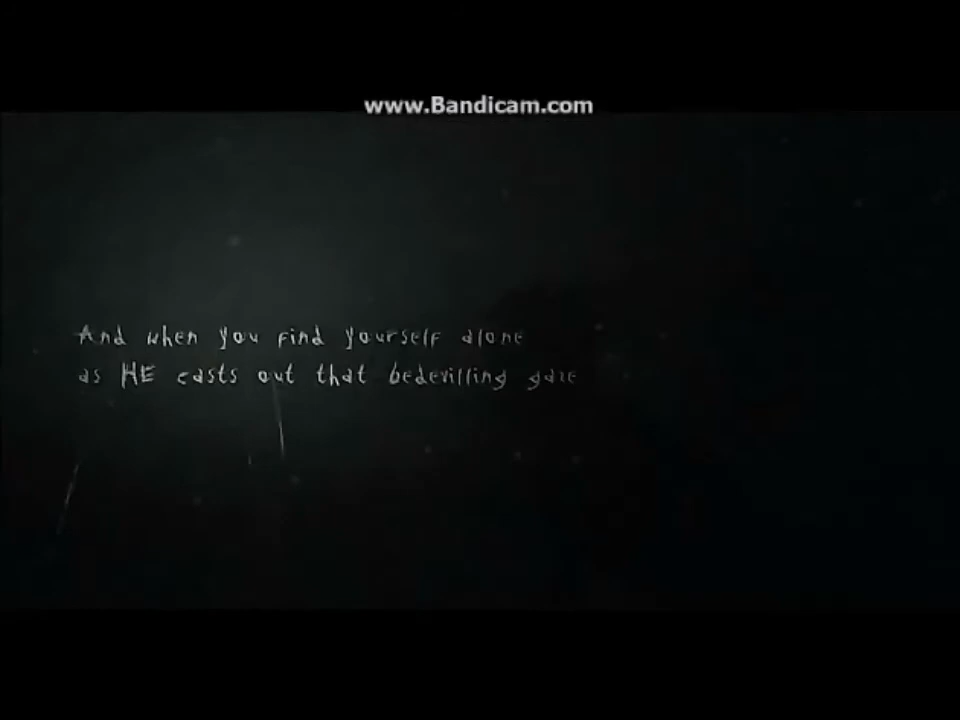 www.Bandicam.com
And when you find yourself alone
as HE casts out that bedevilling gaze